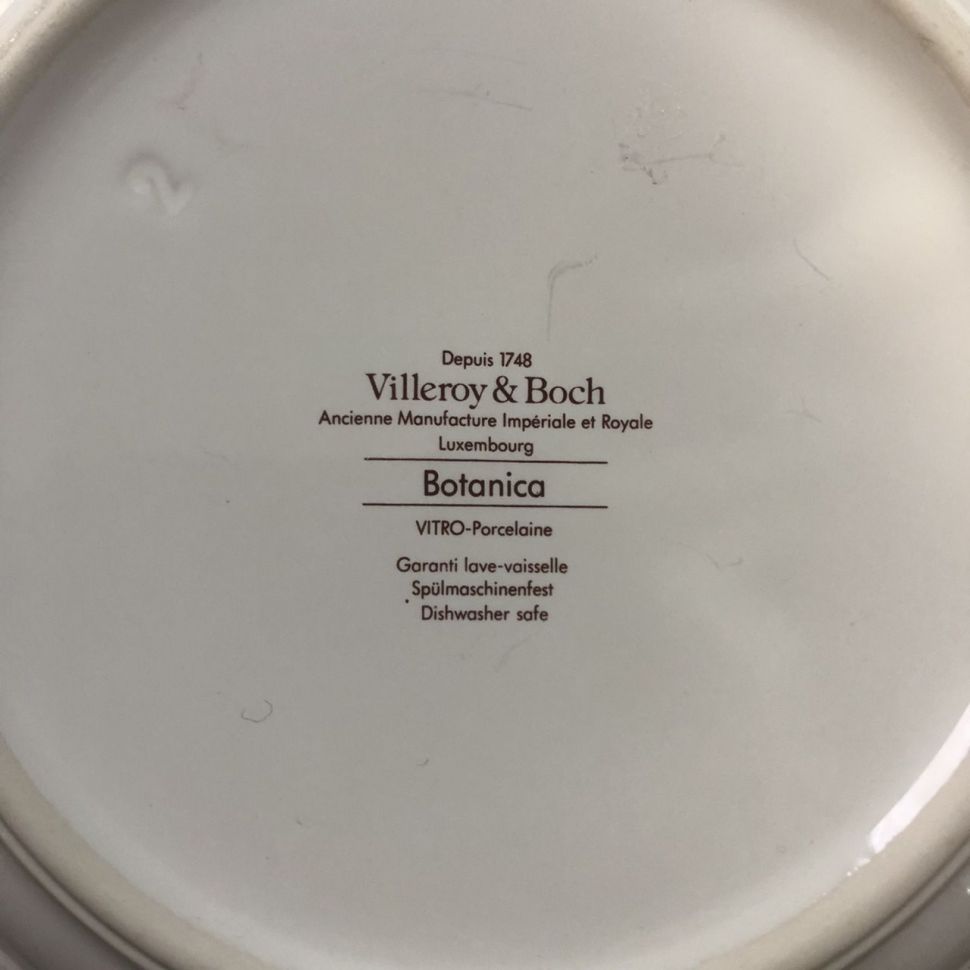 2
Depuis 1748
Villeroy & Boch
Ancienne Manufacture Impériale et Royale
Luxembourg
Botanica
VITRO-Porcelaine
Garanti lave-vaisselle
Spülmaschinenfest
Dishwasher safe